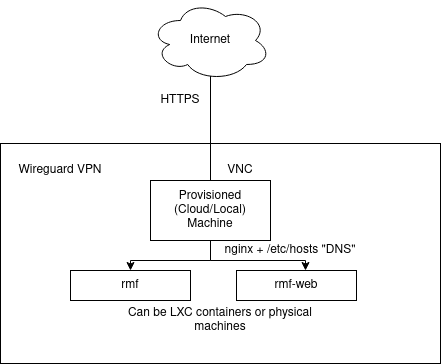 Internet
HTTPS
Wireguard VPN
VNC
Provisioned
(Cloud/Local)
Machine
nginx + /etc/hosts "DNS"
rmf
rmf-web
Can be LXC containers or physical
machines